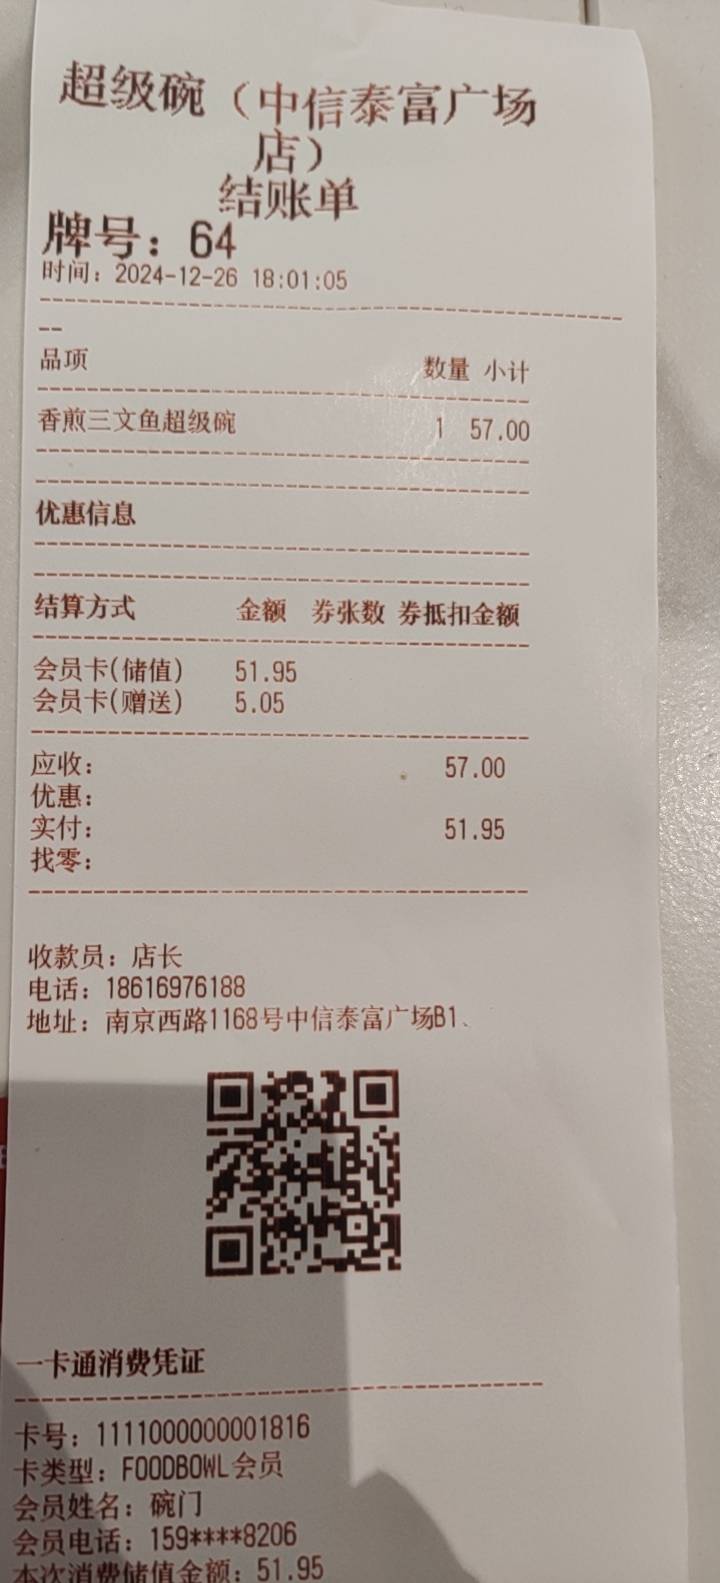 超级碗（中信泰富广场
店）
结账单
牌号：64
时间：2024-12-26 18:01:05
--
品项 数量 小计
香煎三文鱼超级碗 1 57.00
优惠信息
结算方式 金额 券张数 券抵扣金额
会员卡(储值) 51.95
会员卡(赠送) 5.05
应收： 57.00
优惠：
实付： 51.95
找零：
收款员：店长
电话：18616976188
地址：南京西路1168号中信泰富广场B1、
一卡通消费凭证
卡号：1111000000001816
卡类型：FOODBOWL会员
会员姓名：碗门
会员电话：159****8206
本次消费储值金额：51.95